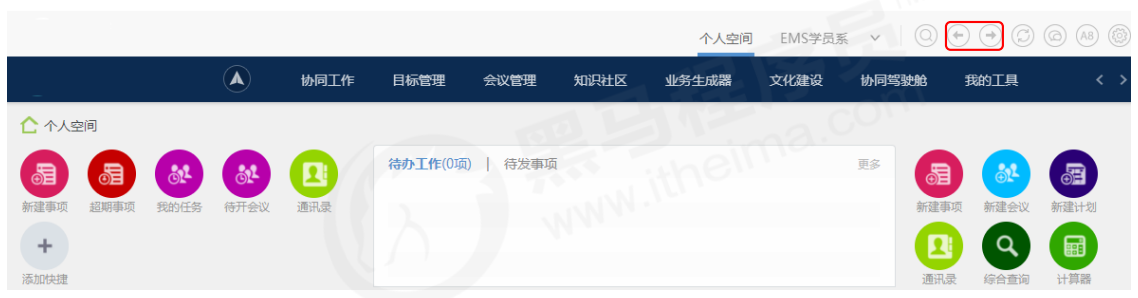 个人空间 EMS学员系
A8
协同工作 目标管理 会议管理 知识社区 业务生成器 文化建设 协同驾驶舱 我的工具
个人空间
待办工作(0项) | 待发事项 更多
新建事项 超期事项 我的任务 待开会议 通讯录
新建事项 新建会议 新建计划
添加快捷
通讯录 综合查询 计算器
黑马程序员
www.itheima.com